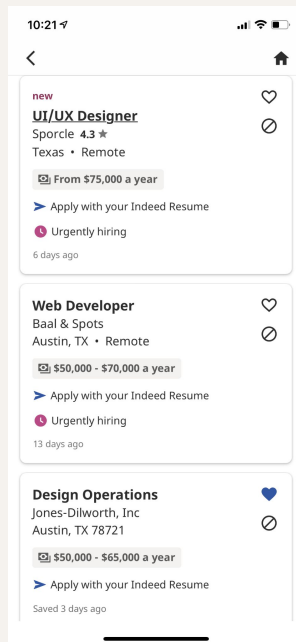 10:21
new
UI/UX Designer
Sporcle 4.3 ★
Texas • Remote
From $75,000 a year
Apply with your Indeed Resume
Urgently hiring
6 days ago
Web Developer
Baal & Spots
Austin, TX • Remote
$50,000 - $70,000 a year
Apply with your Indeed Resume
Urgently hiring
13 days ago
Design Operations
Jones-Dilworth, Inc
Austin, TX 78721
$50,000 - $65,000 a year
Apply with your Indeed Resume
Saved 3 days ago